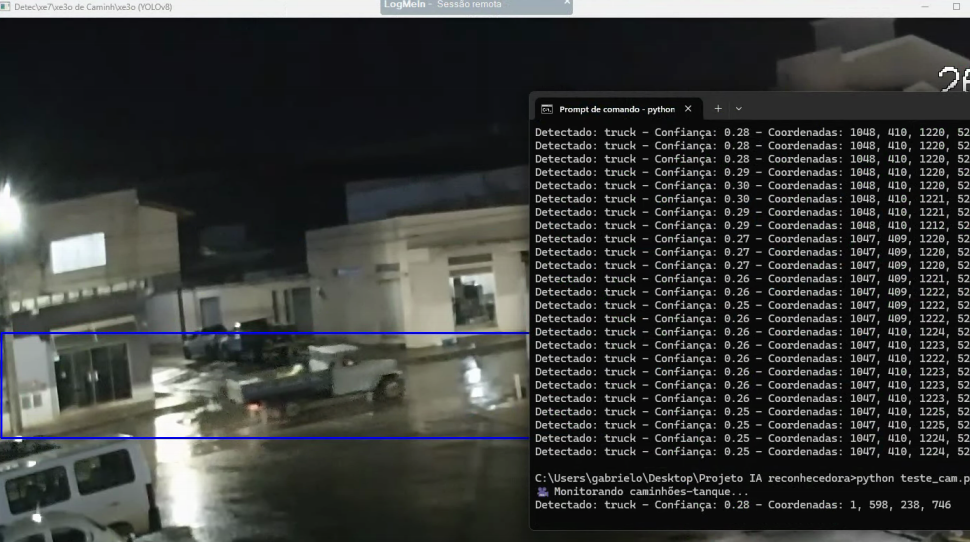 Detec\xe7\xe3o de Caminh\xe3o (YOLOv8)
LogMeIn - Sessão remota
26
Prompt de comando - python
Detectado: truck - Confiança: 0.28 - Coordenadas: 1048, 410, 1220, 52
Detectado: truck - Confiança: 0.28 - Coordenadas: 1048, 410, 1220, 52
Detectado: truck - Confiança: 0.28 - Coordenadas: 1048, 410, 1220, 52
Detectado: truck - Confiança: 0.29 - Coordenadas: 1048, 410, 1220, 52
Detectado: truck - Confiança: 0.30 - Coordenadas: 1048, 410, 1220, 52
Detectado: truck - Confiança: 0.30 - Coordenadas: 1048, 410, 1221, 52
Detectado: truck - Confiança: 0.29 - Coordenadas: 1048, 410, 1221, 52
Detectado: truck - Confiança: 0.29 - Coordenadas: 1048, 410, 1212, 52
Detectado: truck - Confiança: 0.27 - Coordenadas: 1047, 409, 1220, 52
Detectado: truck - Confiança: 0.27 - Coordenadas: 1047, 409, 1220, 52
Detectado: truck - Confiança: 0.27 - Coordenadas: 1047, 409, 1220, 52
Detectado: truck - Confiança: 0.26 - Coordenadas: 1047, 409, 1221, 52
Detectado: truck - Confiança: 0.26 - Coordenadas: 1047, 409, 1222, 52
Detectado: truck - Confiança: 0.25 - Coordenadas: 1047, 409, 1222, 52
Detectado: truck - Confiança: 0.26 - Coordenadas: 1047, 409, 1222, 52
Detectado: truck - Confiança: 0.26 - Coordenadas: 1047, 410, 1224, 52
Detectado: truck - Confiança: 0.26 - Coordenadas: 1047, 410, 1223, 52
Detectado: truck - Confiança: 0.26 - Coordenadas: 1047, 410, 1222, 52
Detectado: truck - Confiança: 0.26 - Coordenadas: 1047, 410, 1223, 52
Detectado: truck - Confiança: 0.26 - Coordenadas: 1047, 410, 1223, 52
Detectado: truck - Confiança: 0.26 - Coordenadas: 1047, 410, 1223, 52
Detectado: truck - Confiança: 0.25 - Coordenadas: 1047, 410, 1225, 52
Detectado: truck - Confiança: 0.25 - Coordenadas: 1047, 410, 1225, 52
Detectado: truck - Confiança: 0.25 - Coordenadas: 1047, 410, 1224, 52
Detectado: truck - Confiança: 0.25 - Coordenadas: 1047, 410, 1224, 52
C:\Users\gabrielo\Desktop\Projeto IA reconhecedora>python teste_cam.p
Monitorando caminhões-tanque...
Detectado: truck - Confiança: 0.28 - Coordenadas: 1, 598, 238, 746